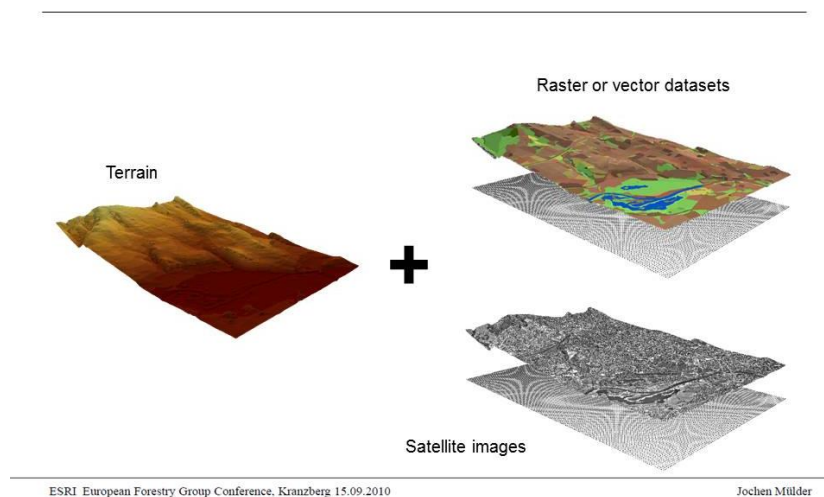 Raster or vector datasets
Terrain
+
Satellite images
ESRI European Forestry Group Conference, Kranzberg 15.09.2010
Jochen Mülder